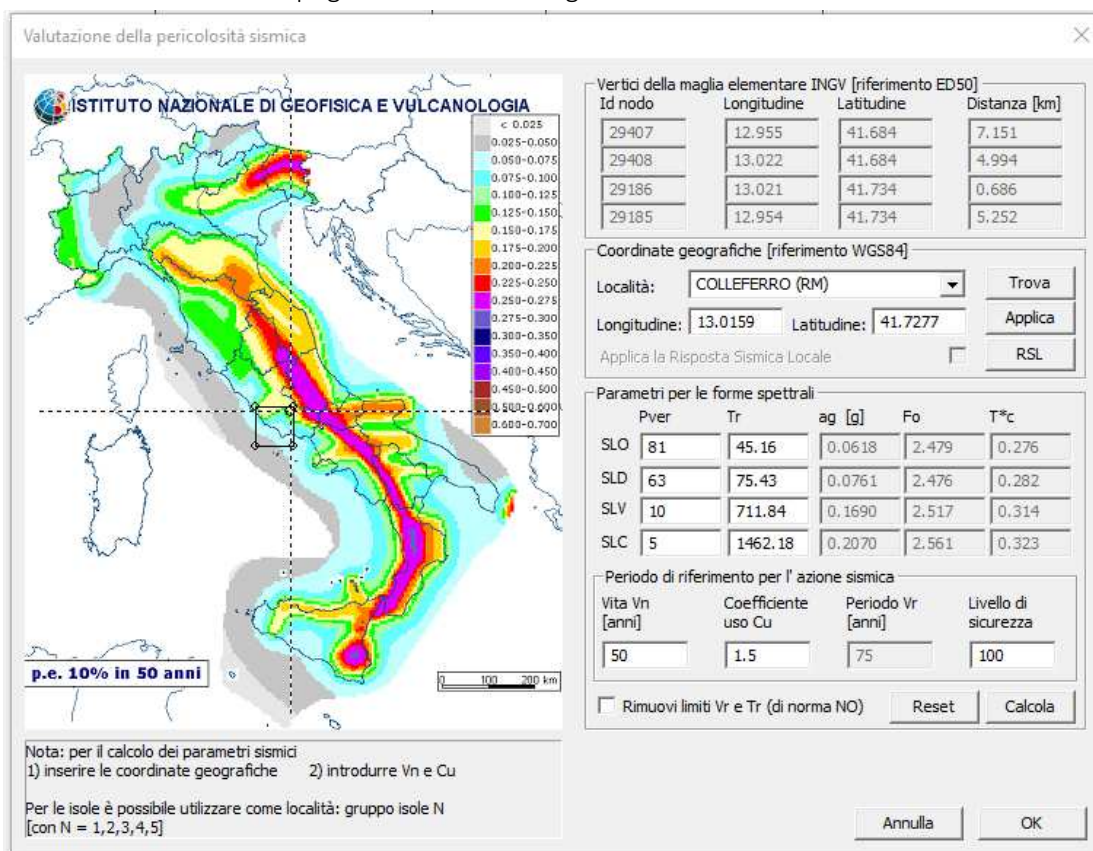 Valutazione della pericolosità sismica
ISTITUTO NAZIONALE DI GEOFISICA E VULCANOLOGIA
< 0.025
0.025-0.050
0.050-0.075
0.075-0.100
0.100-0.125
0.125-0.150
0.150-0.175
0.175-0.200
0.200-0.225
0.225-0.250
0.250-0.275
0.275-0.300
0.300-0.350
0.350-0.400
0.400-0.450
0.450-0.500
0.500-0.600
0.600-0.700
p.e. 10% in 50 anni
0 100 200 km
Nota: per il calcolo dei parametri sismici
1) inserire le coordinate geografiche 2) introdurre Vn e Cu
Per le isole è possibile utilizzare come località: gruppo isole N
[con N = 1,2,3,4,5]
Vertici della maglia elementare INGV [riferimento ED50]
Id nodo Longitudine Latitudine Distanza [km]
29407 12.955 41.684 7.151
29408 13.022 41.684 4.994
29186 13.021 41.734 0.686
29185 12.954 41.734 5.252
Coordinate geografiche [riferimento WGS84]
Località: COLLEFERRO (RM) Trova
Longitudine: 13.0159 Latitudine: 41.7277 Applica
Applica la Risposta Sismica Locale RSL
Parametri per le forme spettrali
Pver Tr ag [g] Fo T*c
SLO 81 45.16 0.0618 2.479 0.276
SLD 63 75.43 0.0761 2.476 0.282
SLV 10 711.84 0.1690 2.517 0.314
SLC 5 1462.18 0.2070 2.561 0.323
Periodo di riferimento per l' azione sismica
Vita Vn Coefficiente Periodo Vr Livello di
[anni] uso Cu [anni] sicurezza
50 1.5 75 100
Rimuovi limiti Vr e Tr (di norma NO) Reset Calcola
Annulla OK